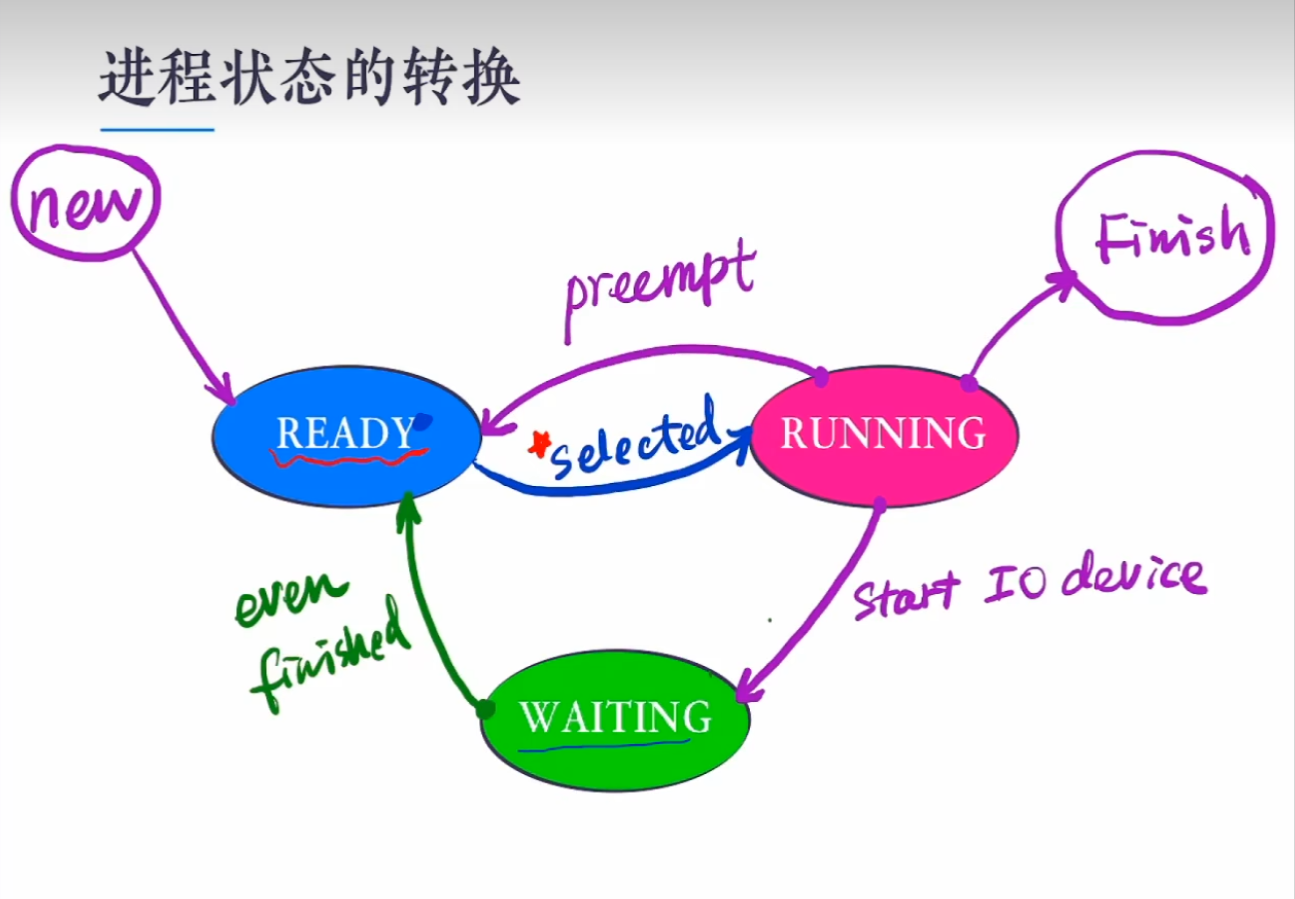 进程状态的转换
new
Finish
preempt
READY
*selected
RUNNING
even
finished
Start IO device
WAITING